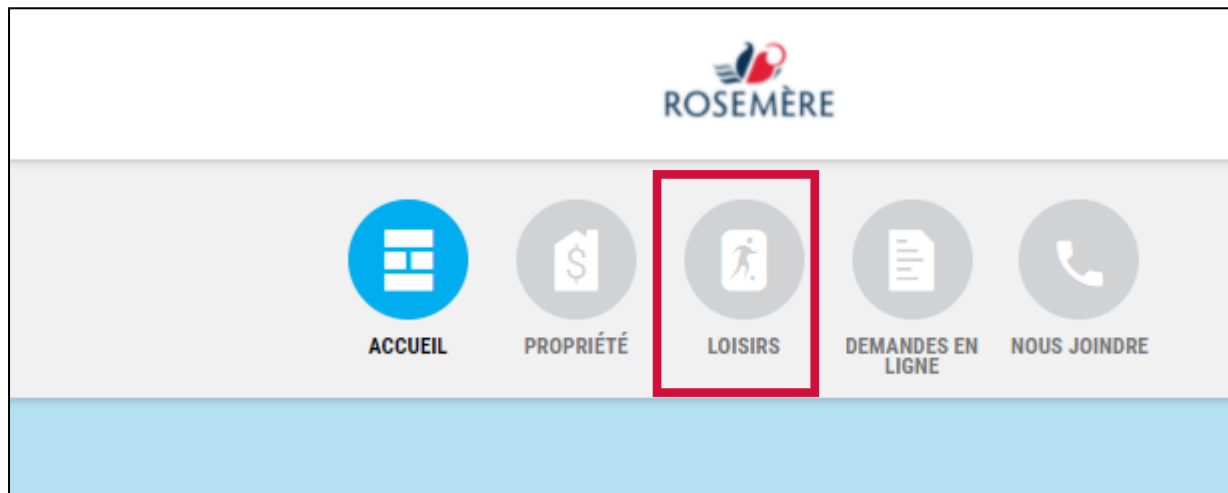 ROSEMÈRE
ACCUEIL
PROPRIÉTÉ
LOISIRS
DEMANDES EN
LIGNE
NOUS JOINDRE